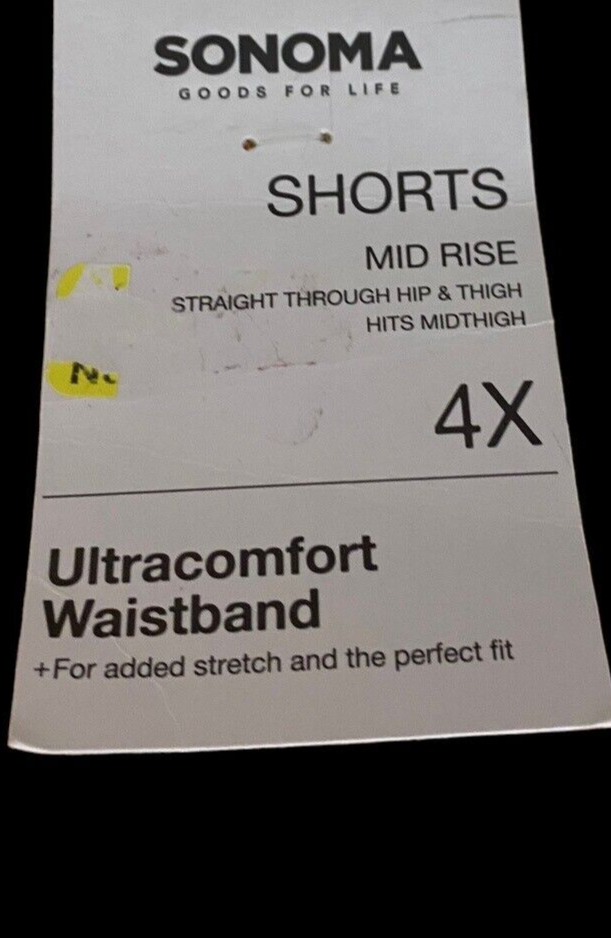 SONOMA
GOODS FOR LIFE
SHORTS
MID RISE
STRAIGHT THROUGH HIP & THIGH
HITS MIDTHIGH
4X
Ultracomfort
Waistband
+For added stretch and the perfect fit